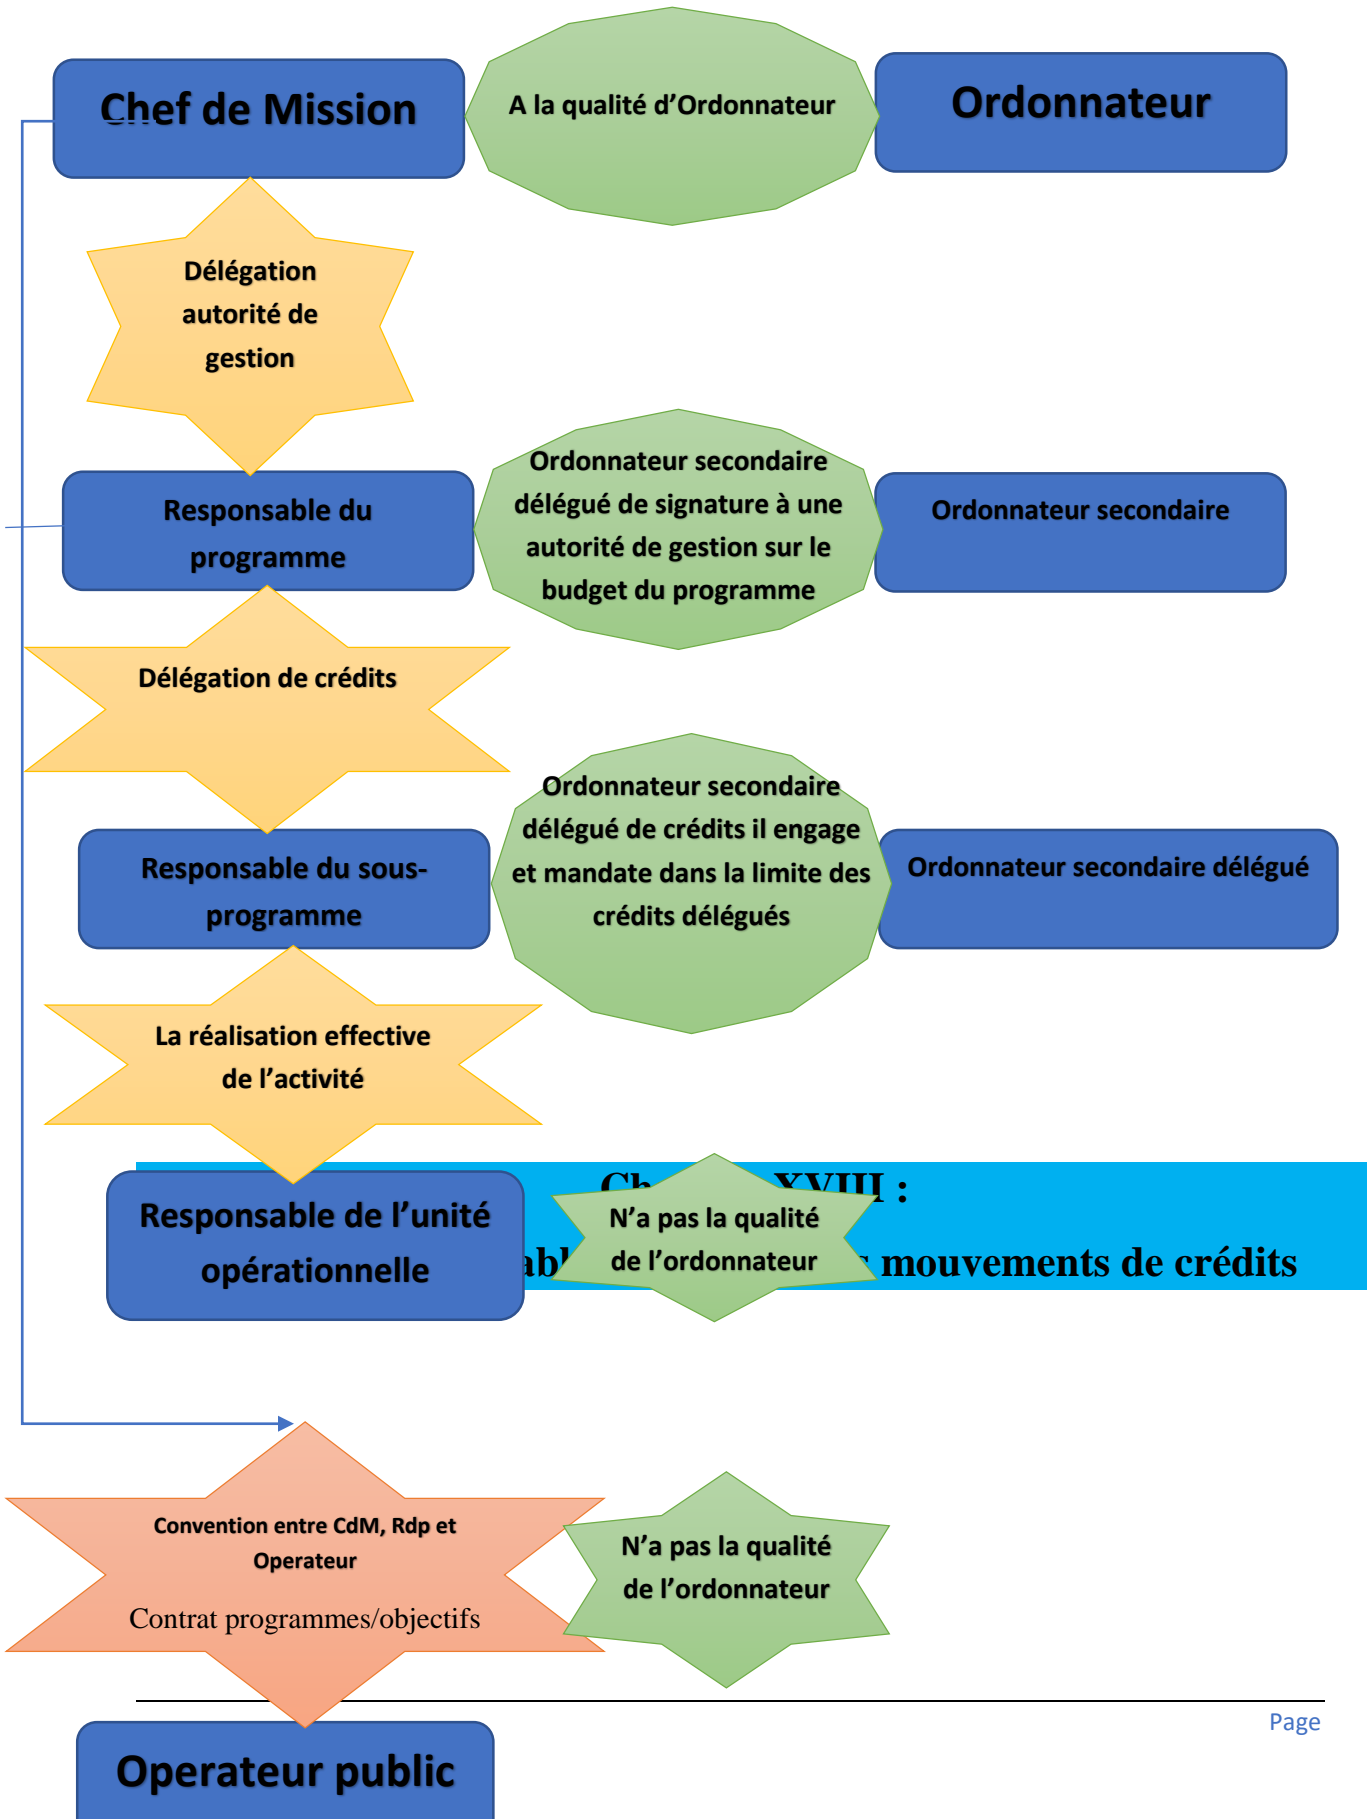 Chef de Mission
A la qualité d’Ordonnateur
Ordonnateur
Délégation
autorité de
gestion
Responsable du
programme
Ordonnateur secondaire
délégué de signature à une
autorité de gestion sur le
budget du programme
Ordonnateur secondaire
Délégation de crédits
Responsable du sous-
programme
Ordonnateur secondaire
délégué de crédits il engage
et mandate dans la limite des
crédits délégués
Ordonnateur secondaire délégué
La réalisation effective
de l’activité
XVIII :
mouvements de crédits
Responsable de l’unité
opérationnelle
N’a pas la qualité
de l’ordonnateur
Convention entre CdM, Rdp et
Operateur
Contrat programmes/objectifs
N’a pas la qualité
de l’ordonnateur
Page
Operateur public